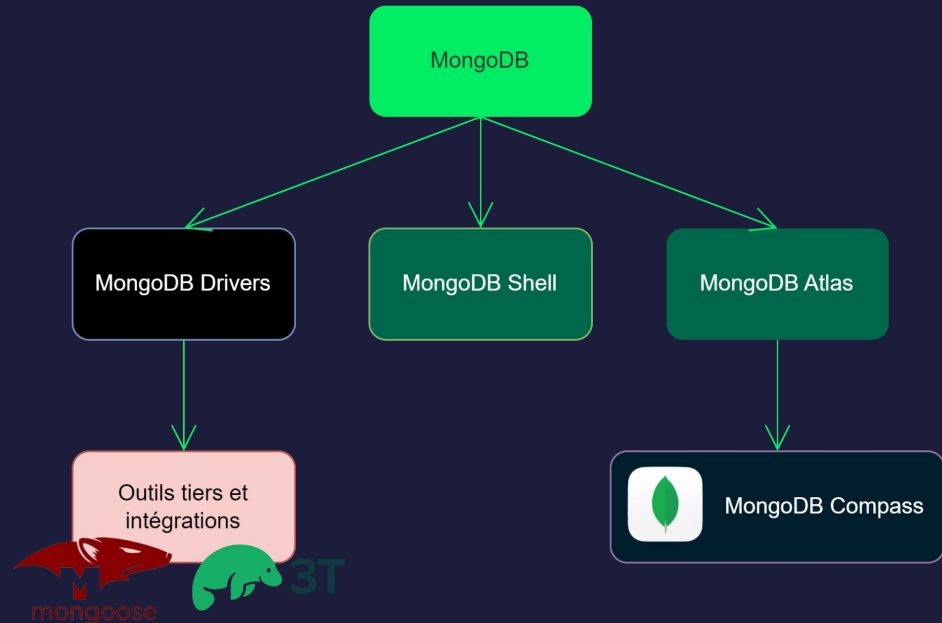 MongoDB
MongoDB Drivers
MongoDB Shell
MongoDB Atlas
Outils tiers et
intégrations
MongoDB Compass
3T
M
mongoose